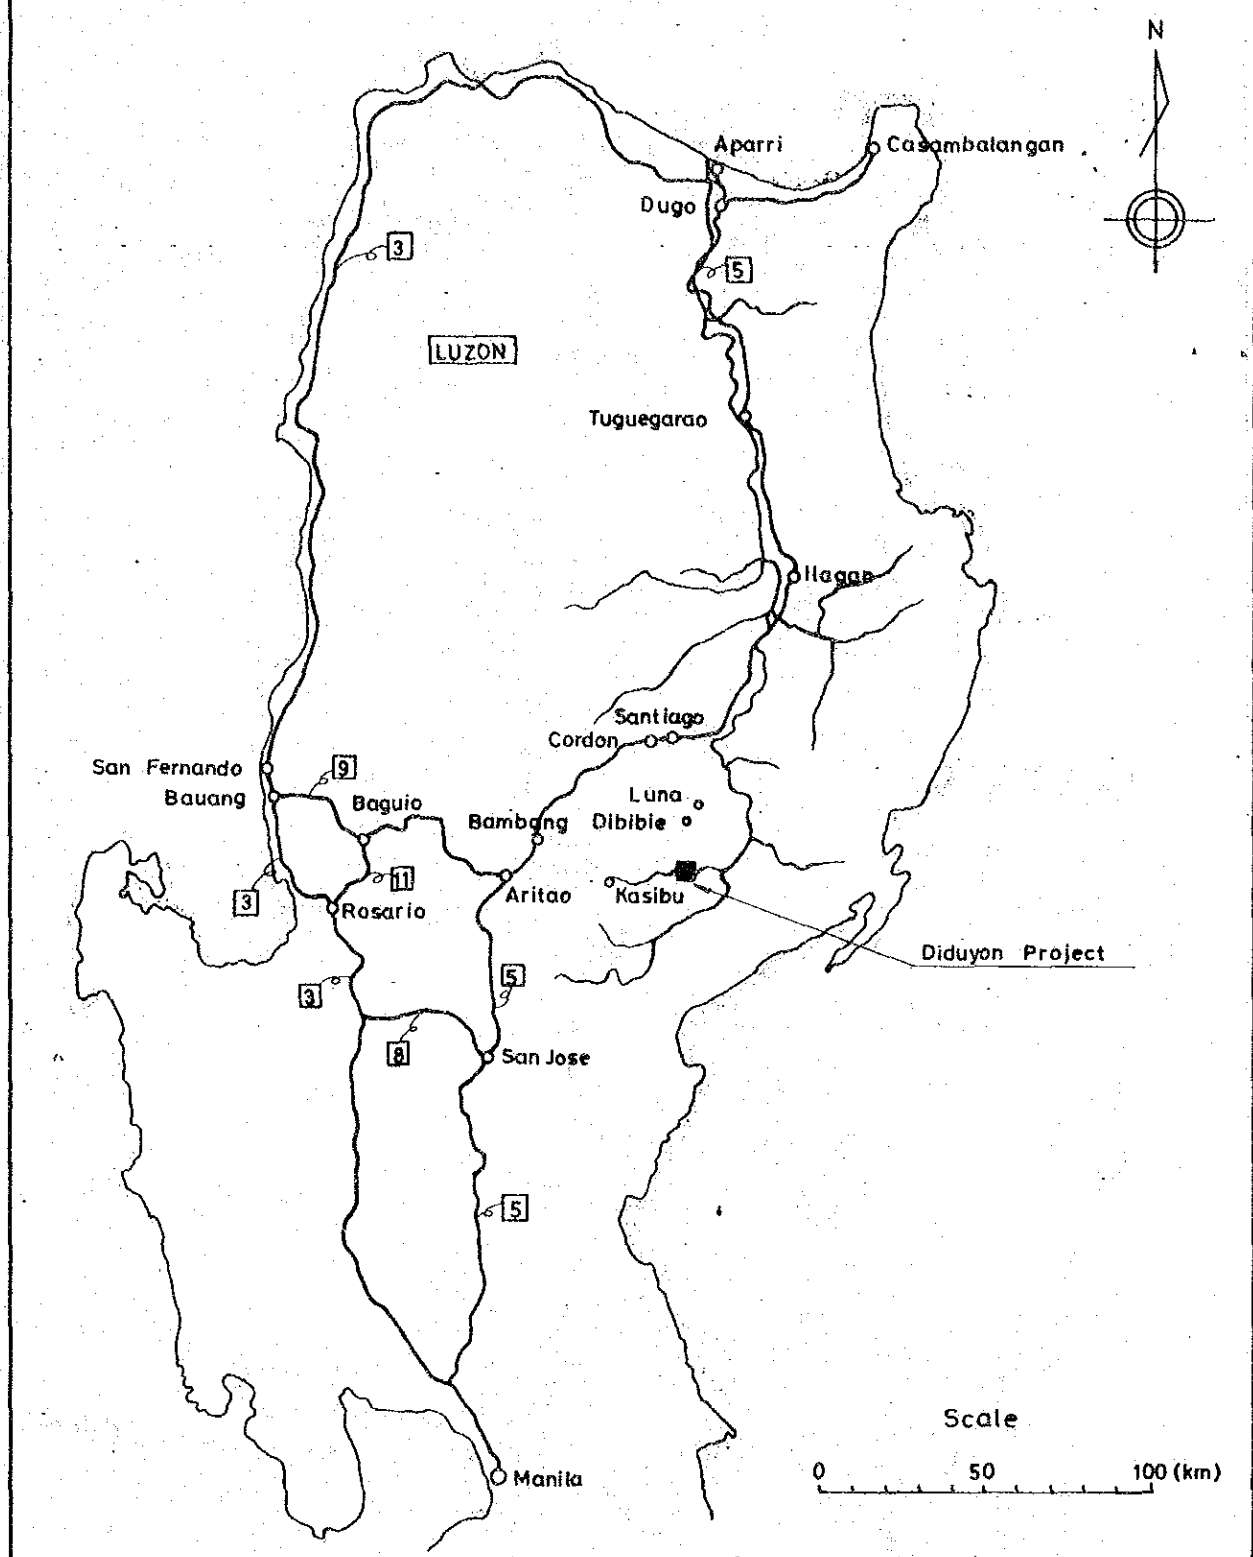 N
Aparri
Casambalangan
Dugo
3
5
LUZON
Tuguegarao
Ilagan
Santiago
Cordon
San Fernando
9
Bauang
Baguio
Luna
Bambang
Dibibie
11
3
Rosario
Aritao
Kasibu
Diduyon Project
5
3
8
San Jose
5
Scale
0 50 100 (km)
Manila